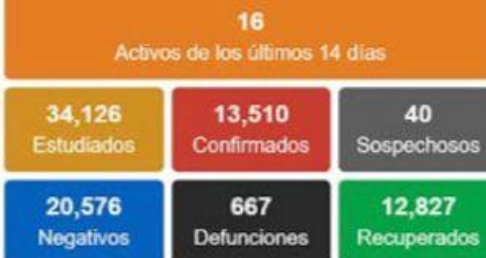 16
Activos de los últimos 14 días
34,126
Estudiados
13,510
Confirmados
40
Sospechosos
20,576
Negativos
667
Defunciones
12,827
Recuperados